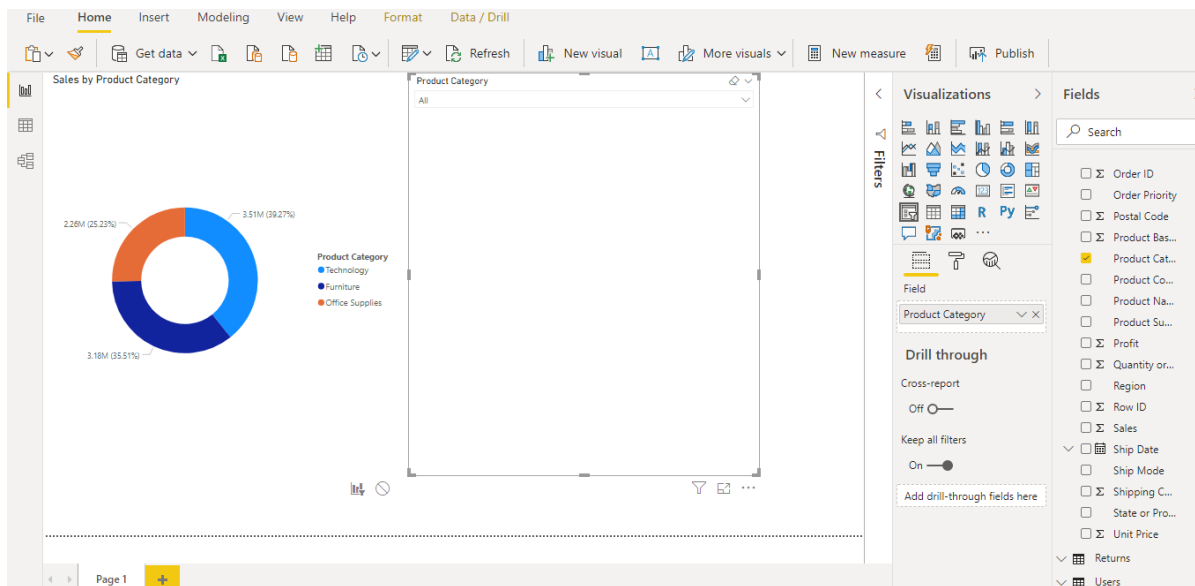 File Home Insert Modeling View Help Format Data / Drill
Get data Refresh New visual More visuals New measure Publish
Sales by Product Category
2.26M (25.23%)
3.51M (39.27%)
3.18M (35.51%)
Product Category
Technology
Furniture
Office Supplies
Product Category
All
Filters
Visualizations
R Py
Field
Product Category
Drill through
Cross-report
Off
Keep all filters
On
Add drill-through fields here
Fields
Search
Order ID
Order Priority
Postal Code
Product Bas...
Product Cat...
Product Co...
Product Na...
Product Su...
Profit
Quantity or...
Region
Row ID
Sales
Ship Date
Ship Mode
Shipping C...
State or Pro...
Unit Price
Returns
Users
Page 1